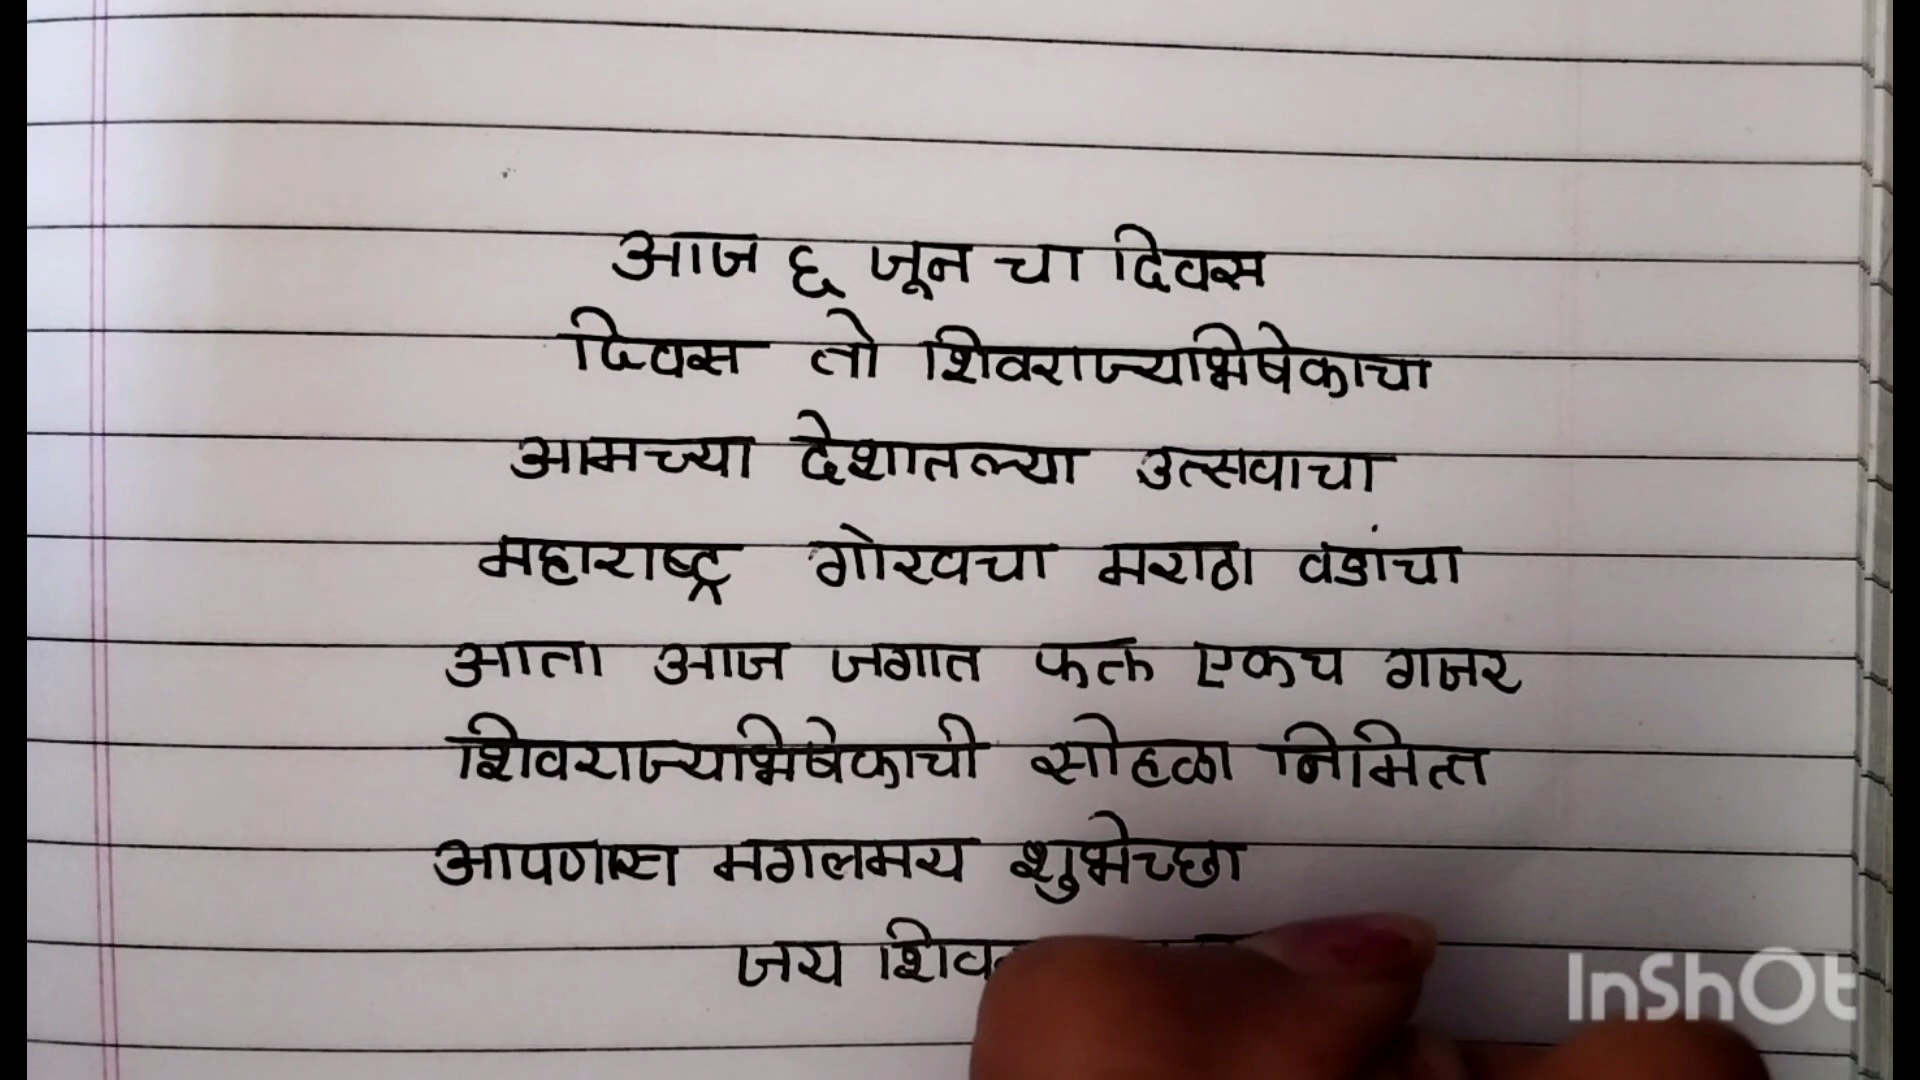 आज ६ जून चा दिवस
दिवस तो शिवराज्याभिषेकाचा
आमच्या देशातल्या उत्सवाचा
महाराष्ट्र गोरवचा मराठा वंडाचा
आता आज जगात फक्त एकच गजर
शिवराज्याभिषेकाची सोहळा निमित्त
आपणास मगलमय शुभेच्छा
जय
InShOt